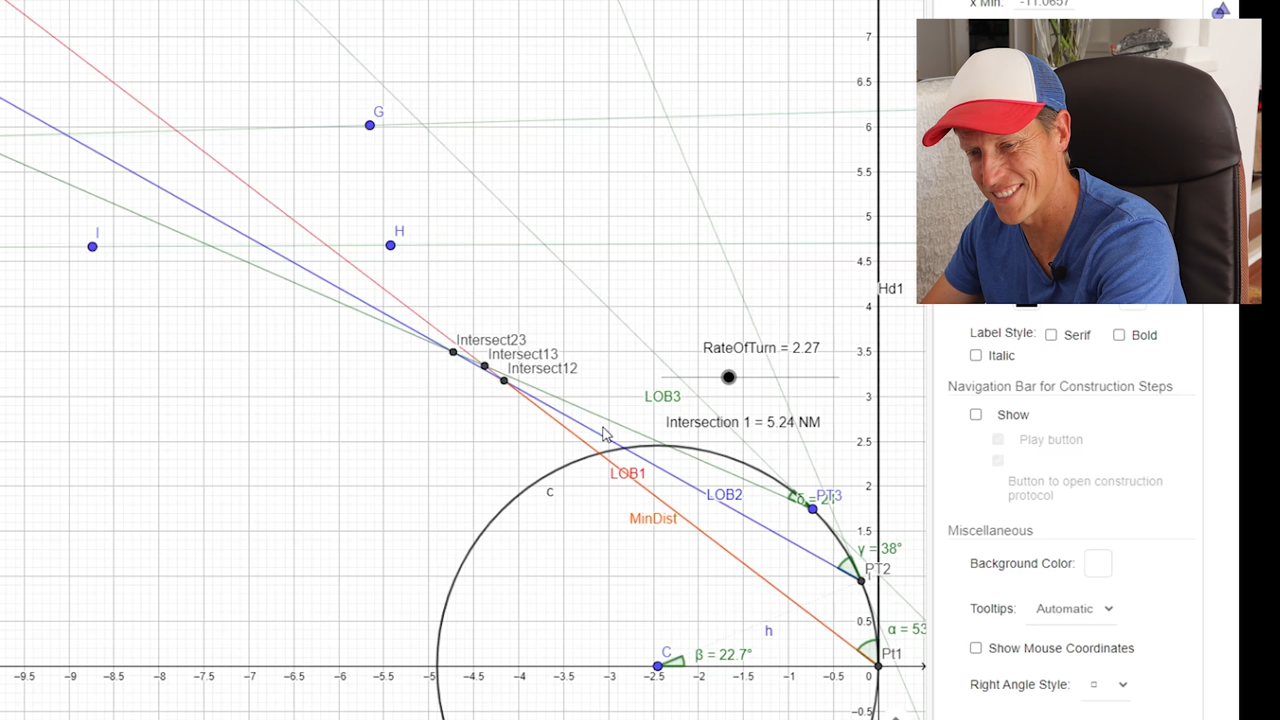 x Min: -11.0657
7
6.5
G
6
5.5
5
I
H
4.5
Hd1
4
Intersect23
Intersect13
Intersect12
3.5
RateOfTurn = 2.27
LOB3
3
Intersection 1 = 5.24 NM
2.5
LOB1
c
LOB2
2
δ = 2
PT3
MinDist
1.5
γ = 38°
PT2
h
0.5
α = 53
C
β = 22.7°
Pt1
-9.5 -9 -8.5 -8 -7.5 -7 -6.5 -6 -5.5 -5 -4.5 -4 -3.5 -3 -2.5 -2 -1.5 -1 -0.5 0
-0.5
Label Style: Serif Bold
Italic
Navigation Bar for Construction Steps
Show
Play button
Button to open construction
protocol
Miscellaneous
Background Color:
Tooltips: Automatic
Show Mouse Coordinates
Right Angle Style: